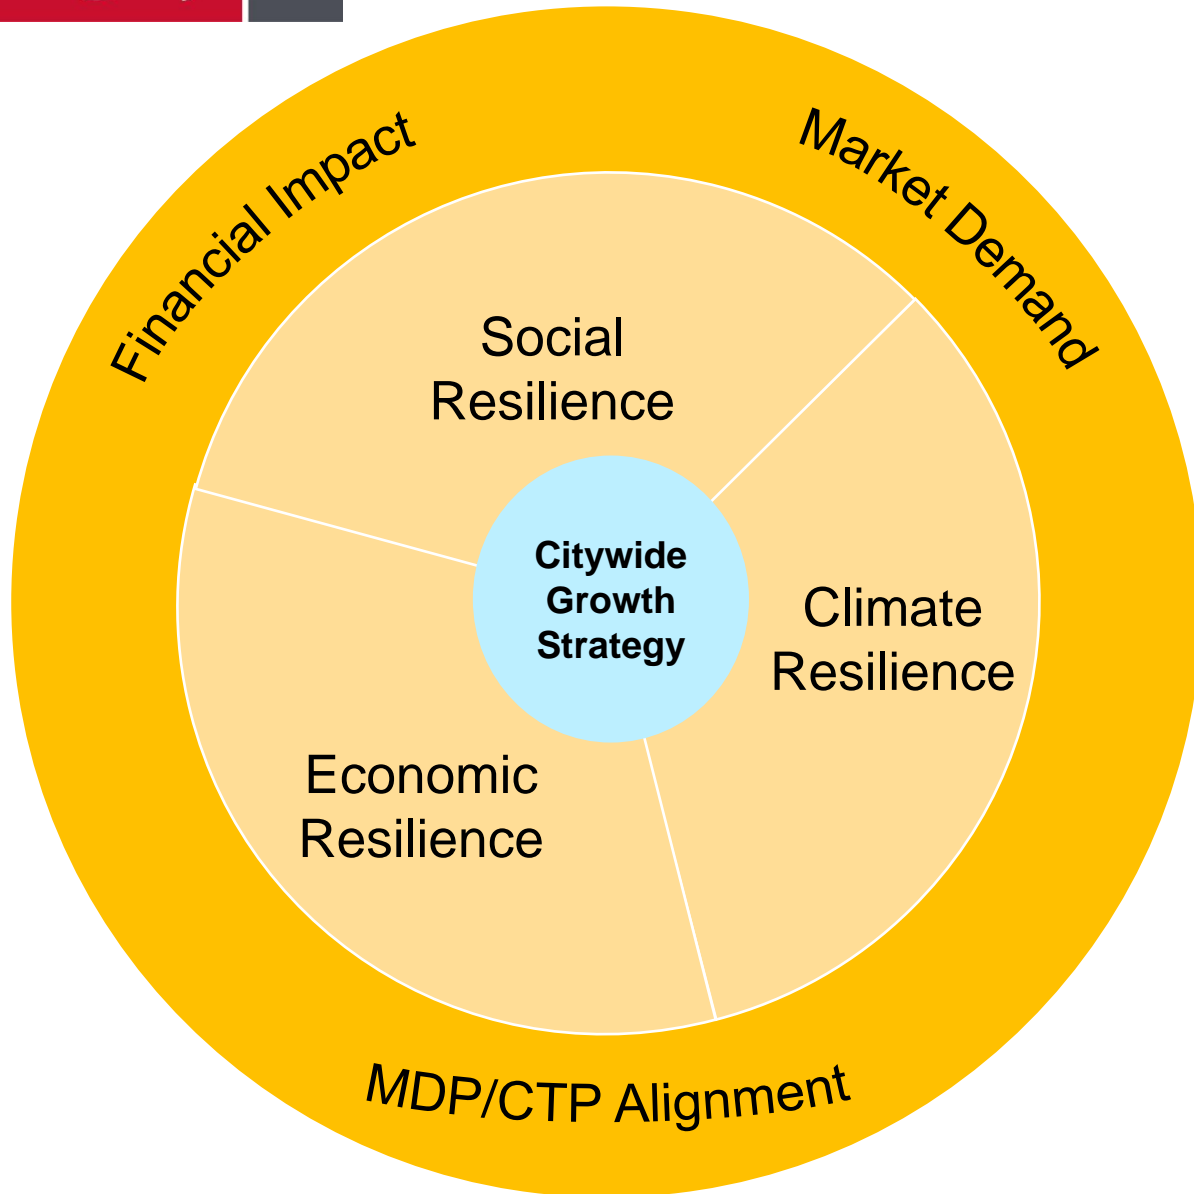 Financial Impact
Market Demand
Social
Resilience
Citywide
Growth
Strategy
Climate
Resilience
Economic
Resilience
MDP/CTP Alignment